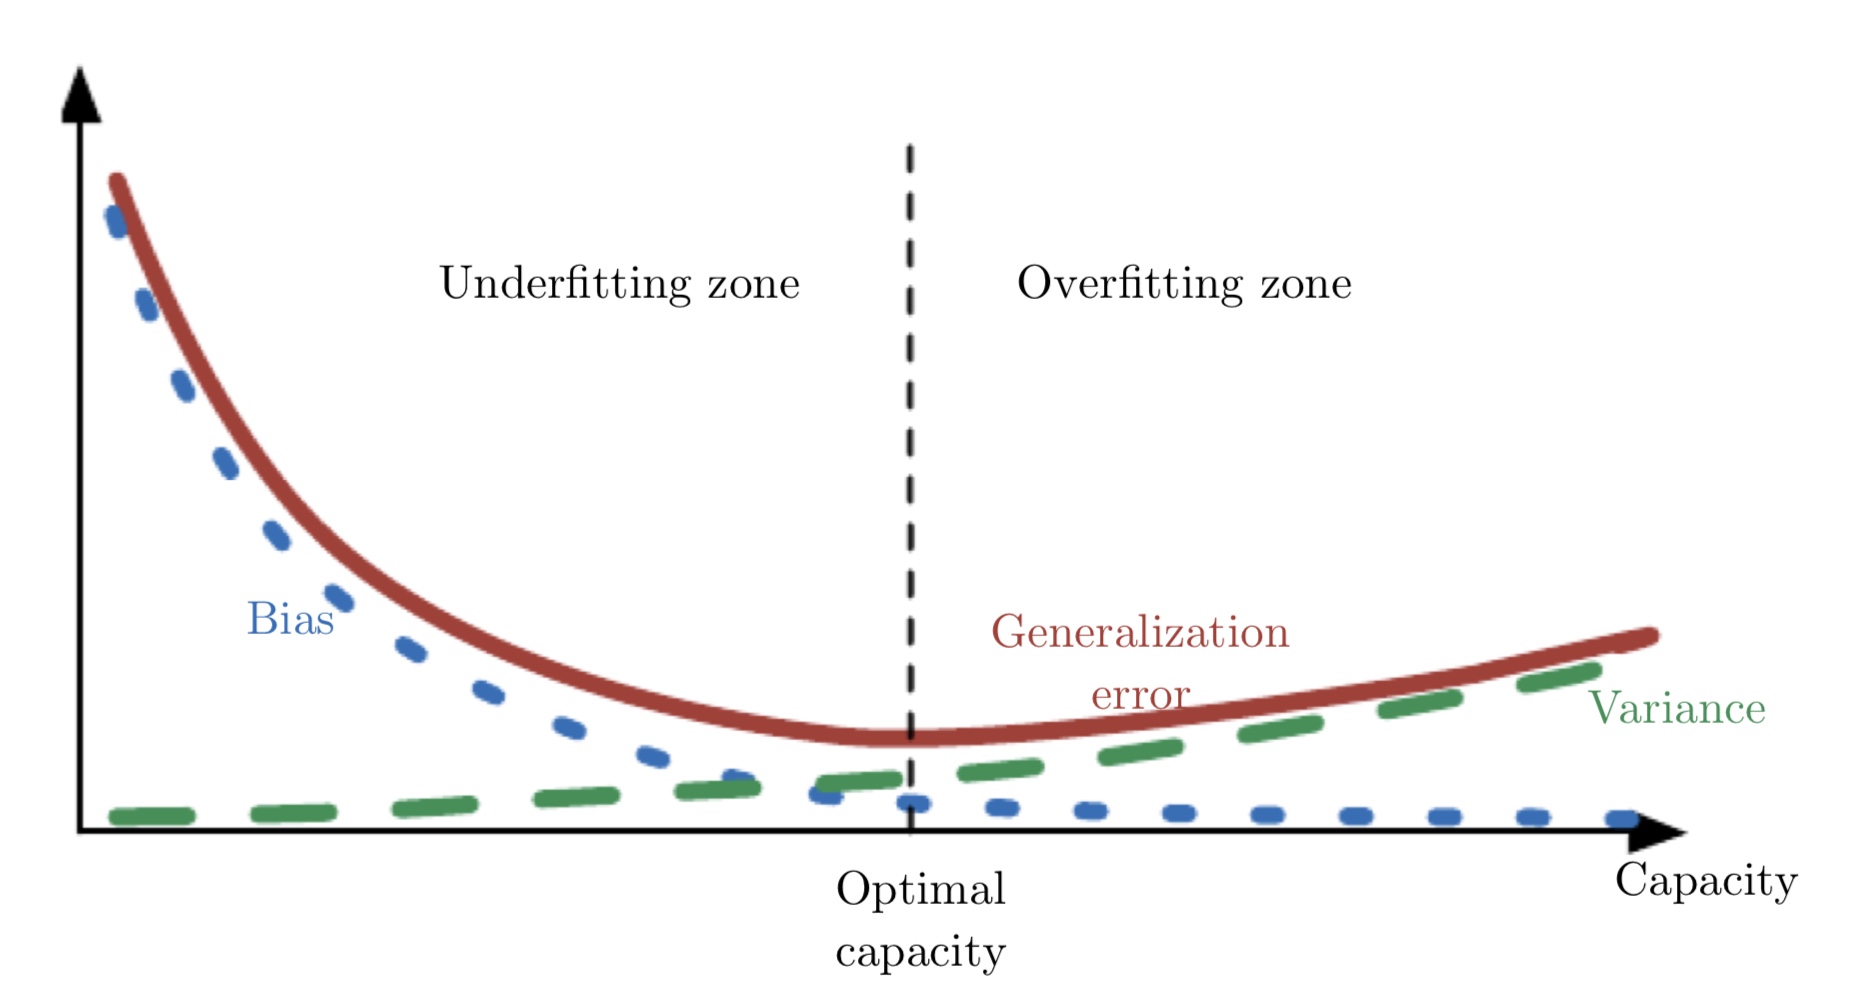 Underfitting zone
Overfitting zone
Bias
Generalization
error
Variance
Optimal
capacity
Capacity